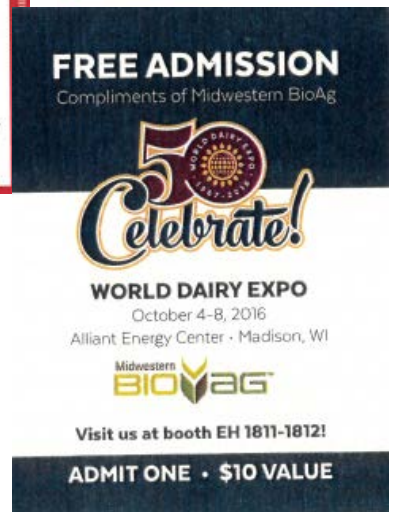 FREE ADMISSION
Compliments of Midwestern BioAg
50
WORLD DAIRY EXPO
1967-2016
Celebrate!
WORLD DAIRY EXPO
October 4-8, 2016
Alliant Energy Center • Madison, WI
Midwestern
BIOAG™
Visit us at booth EH 1811-1812!
ADMIT ONE • $10 VALUE